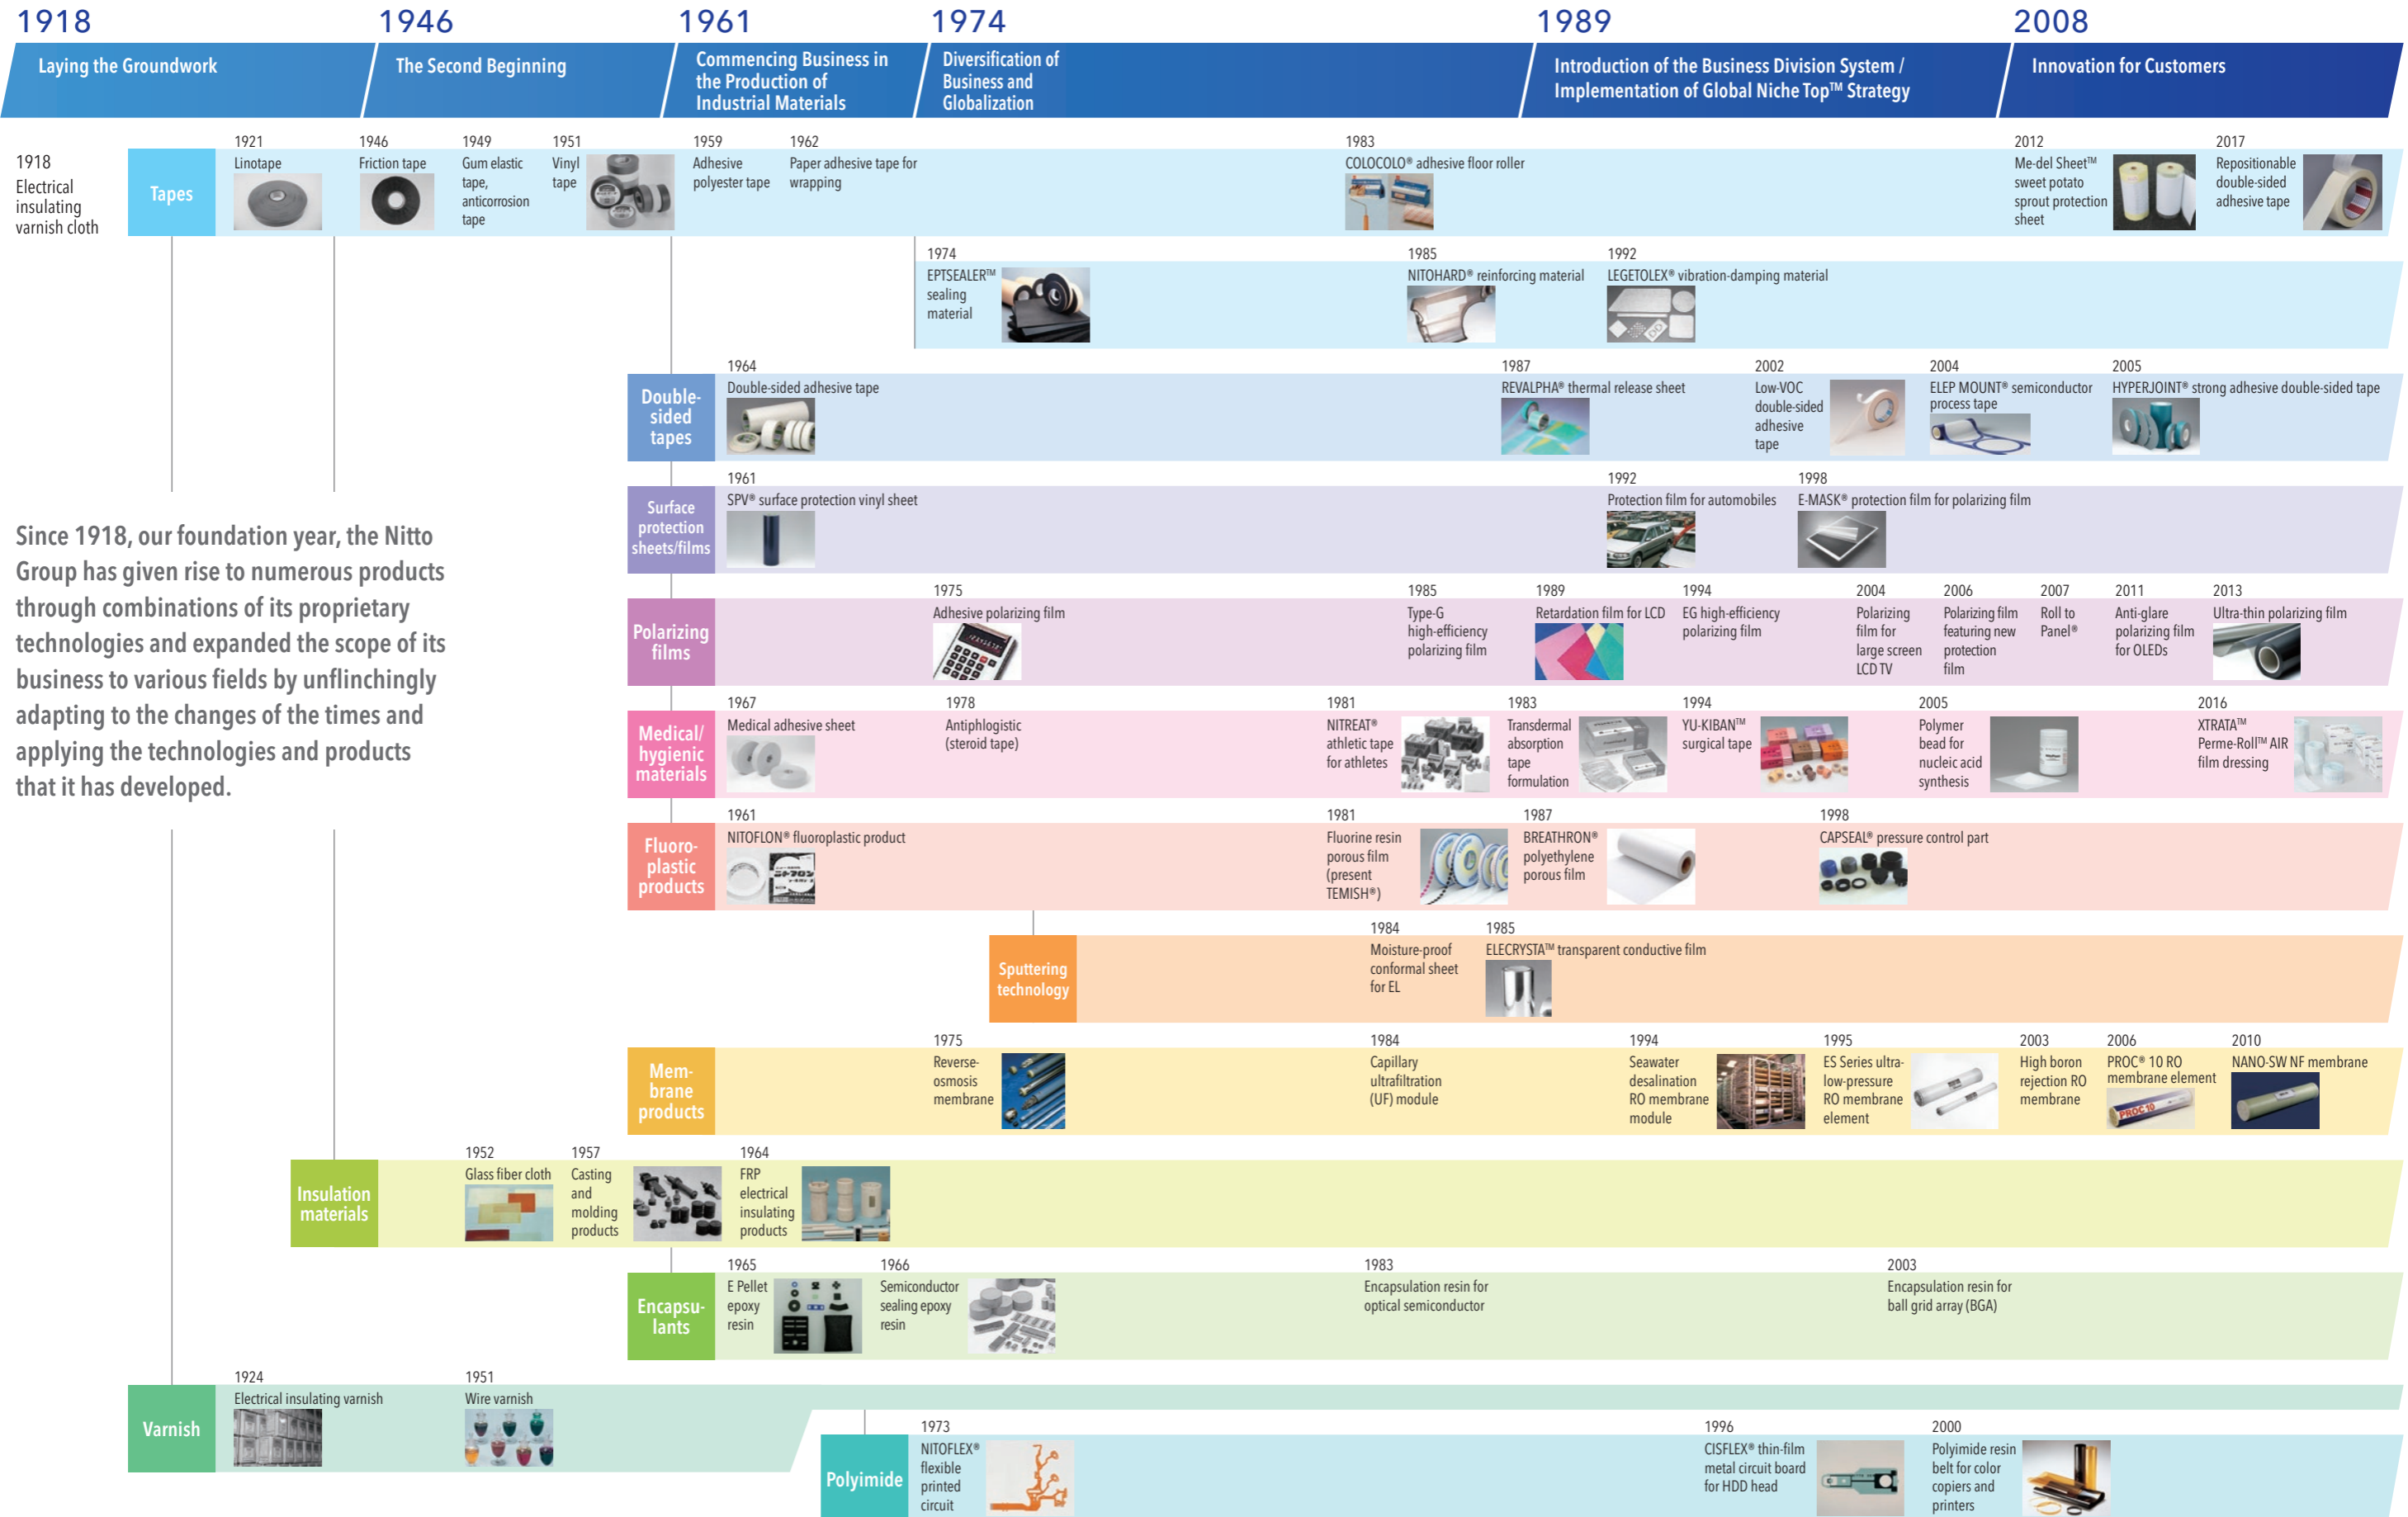 1918
1946
1961
1974
1989
2008
Laying the Groundwork
The Second Beginning
Commencing Business in
the Production of
Industrial Materials
Diversification of
Business and
Globalization
Introduction of the Business Division System /
Implementation of Global Niche Top™ Strategy
Innovation for Customers
1918
Electrical
insulating
varnish cloth
Tapes
1921
Linotape
1946
Friction tape
1949
Gum elastic
tape,
anticorrosion
tape
1951
Vinyl
tape
1959
Adhesive
polyester tape
1962
Paper adhesive tape for
wrapping
1983
COLOCOLO® adhesive floor roller
2012
Me-del Sheet™
sweet potato
sprout protection
sheet
2017
Repositionable
double-sided
adhesive tape
1974
EPTSEALER™
sealing
material
1985
NITOHARD® reinforcing material
1992
LEGETOLEX® vibration-damping material
Double-
sided
tapes
1964
Double-sided adhesive tape
1987
REVALPHA® thermal release sheet
2002
Low-VOC
double-sided
adhesive
tape
2004
ELEP MOUNT® semiconductor
process tape
2005
HYPERJOINT® strong adhesive double-sided tape
Surface
protection
sheets/films
1961
SPV® surface protection vinyl sheet
1992
Protection film for automobiles
1998
E-MASK® protection film for polarizing film
Since 1918, our foundation year, the Nitto
Group has given rise to numerous products
through combinations of its proprietary
technologies and expanded the scope of its
business to various fields by unflinchingly
adapting to the changes of the times and
applying the technologies and products
that it has developed.
Polarizing
films
1975
Adhesive polarizing film
1985
Type-G
high-efficiency
polarizing film
1989
Retardation film for LCD
1994
EG high-efficiency
polarizing film
2004
Polarizing
film for
large screen
LCD TV
2006
Polarizing film
featuring new
protection
film
2007
Roll to
Panel®
2011
Anti-glare
polarizing film
for OLEDs
2013
Ultra-thin polarizing film
Medical/
hygienic
materials
1967
Medical adhesive sheet
1978
Antiphlogistic
(steroid tape)
1981
NITREAT®
athletic tape
for athletes
1983
Transdermal
absorption
tape
formulation
1994
YU-KIBAN™
surgical tape
2005
Polymer
bead for
nucleic acid
synthesis
2016
XTRATA™
Perme-Roll™ AIR
film dressing
Fluoro-
plastic
products
1961
NITOFLON® fluoroplastic product
ニトフロン
1981
Fluorine resin
porous film
(present
TEMISH®)
1987
BREATHRON®
polyethylene
porous film
1998
CAPSEAL® pressure control part
Sputtering
technology
1984
Moisture-proof
conformal sheet
for EL
1985
ELECRYSTA™ transparent conductive film
Mem-
brane
products
1975
Reverse-
osmosis
membrane
1984
Capillary
ultrafiltration
(UF) module
1994
Seawater
desalination
RO membrane
module
1995
ES Series ultra-
low-pressure
RO membrane
element
2003
High boron
rejection RO
membrane
2006
PROC® 10 RO
membrane element
PROC10
2010
NANO-SW NF membrane
Insulation
materials
1952
Glass fiber cloth
1957
Casting
and
molding
products
1964
FRP
electrical
insulating
products
Encapsu-
lants
1965
E Pellet
epoxy
resin
1966
Semiconductor
sealing epoxy
resin
1983
Encapsulation resin for
optical semiconductor
2003
Encapsulation resin for
ball grid array (BGA)
Varnish
1924
Electrical insulating varnish
1951
Wire varnish
Polyimide
1973
NITOFLEX®
flexible
printed
circuit
1996
CISFLEX® thin-film
metal circuit board
for HDD head
2000
Polyimide resin
belt for color
copiers and
printers